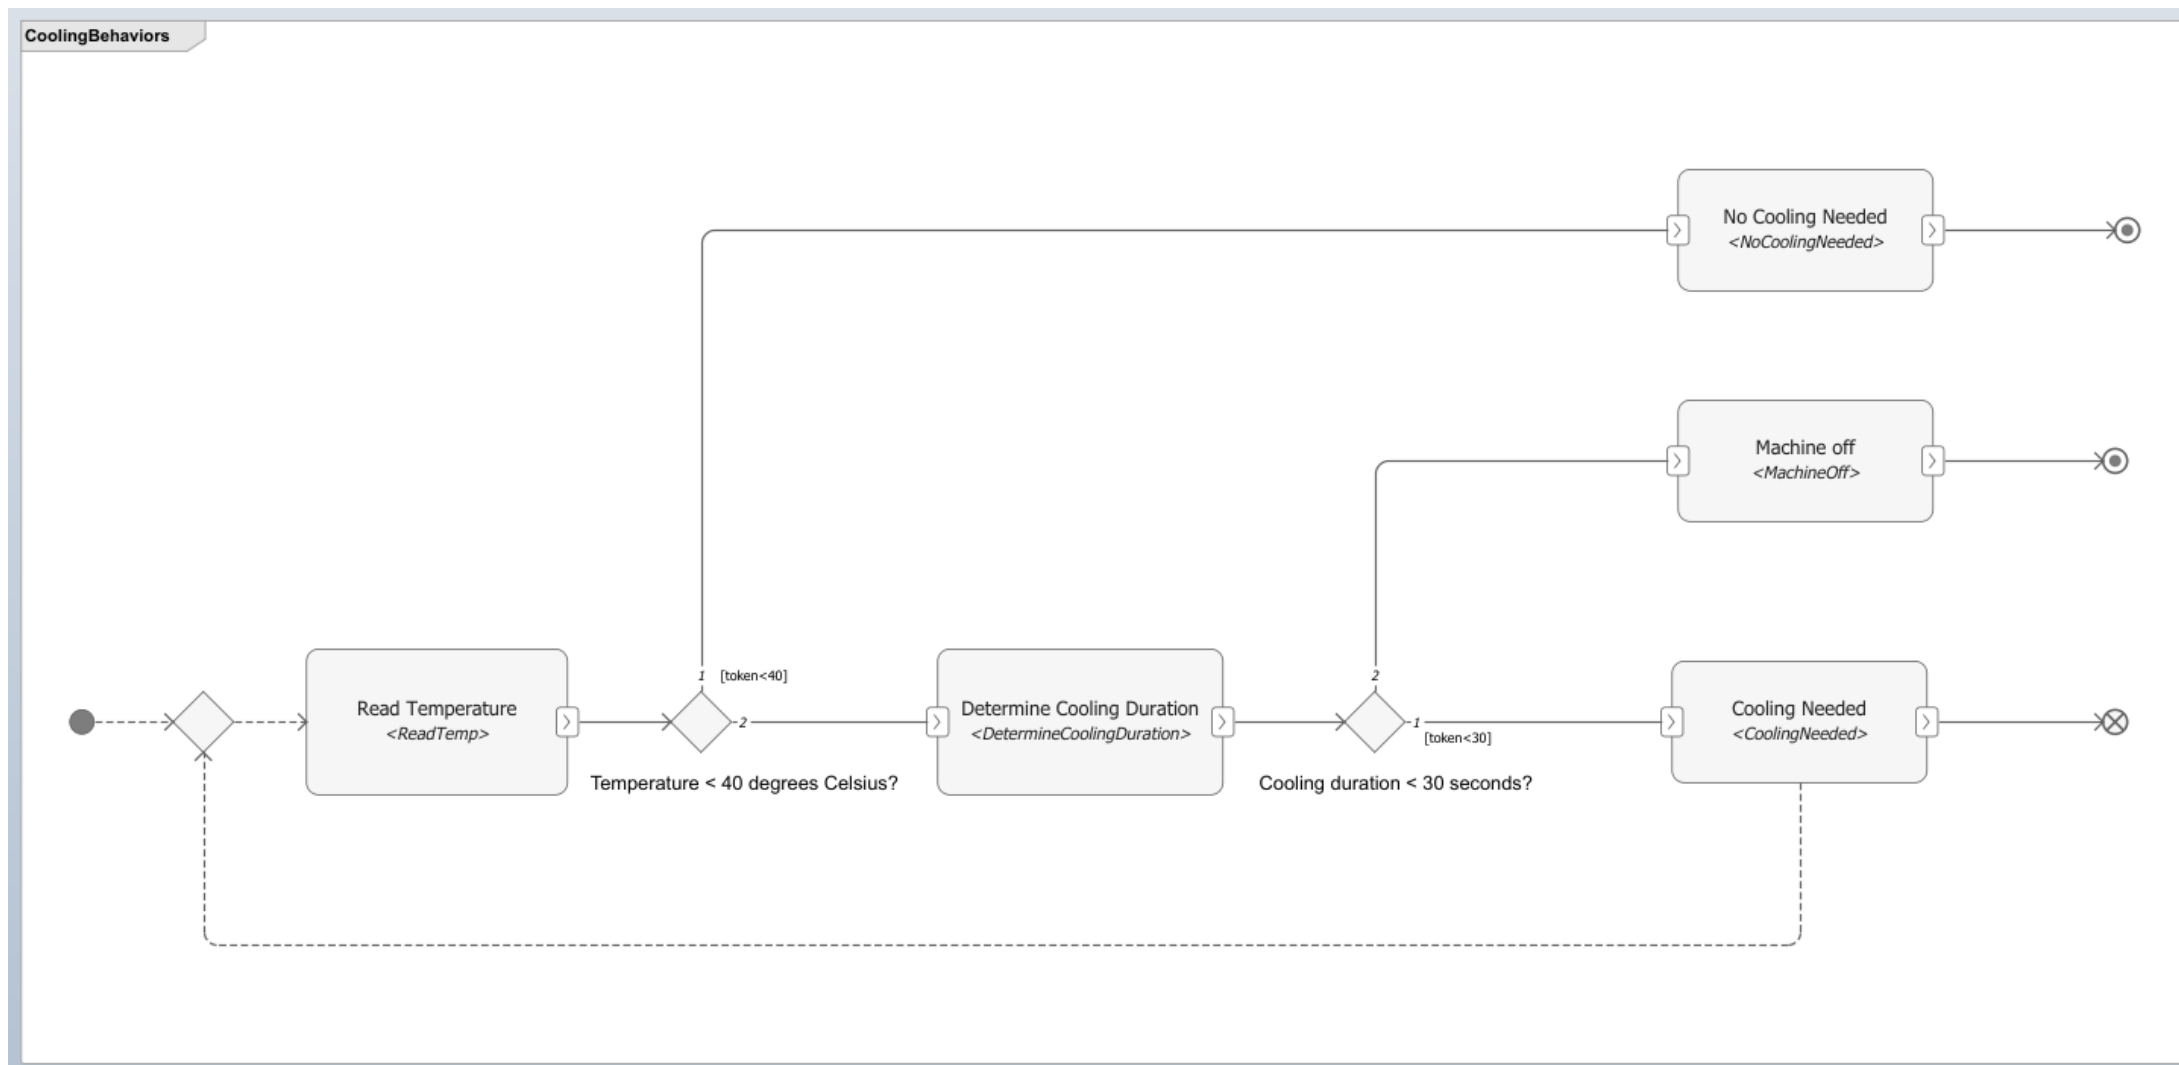 CoolingBehaviors
No Cooling Needed
<NoCoolingNeeded>
Machine off
<MachineOff>
1 [token<40]
2
Read Temperature
<ReadTemp>
2
Determine Cooling Duration
<DetermineCoolingDuration>
1
[token<30]
Cooling Needed
<CoolingNeeded>
Temperature < 40 degrees Celsius?
Cooling duration < 30 seconds?